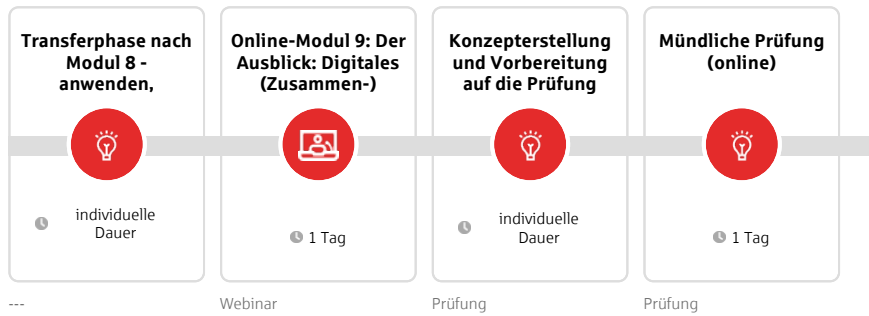 Transferphase nach
Modul 8 -
anwenden,
individuelle
Dauer
---
Online-Modul 9: Der
Ausblick: Digitales
(Zusammen-)
1 Tag
Webinar
Konzepterstellung
und Vorbereitung
auf die Prüfung
individuelle
Dauer
Prüfung
Mündliche Prüfung
(online)
1 Tag
Prüfung